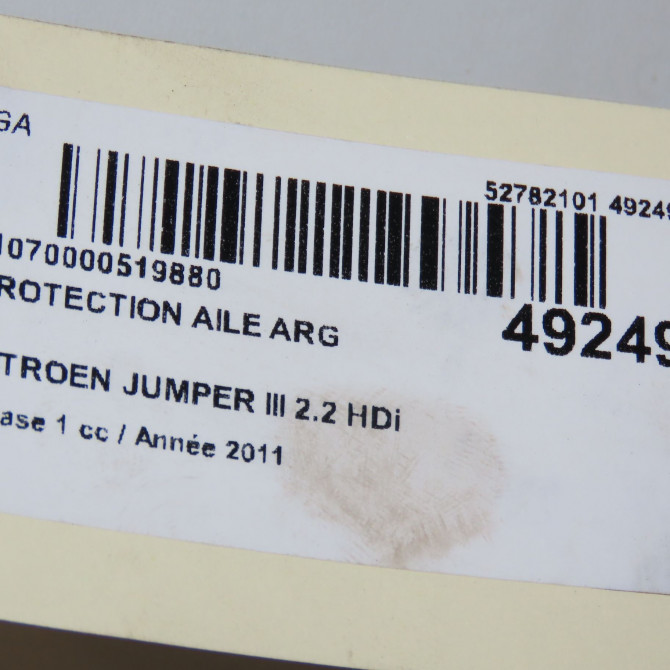 GA
52782101 49249
1070000519880
ROTECTION AILE ARG
49249
TROEN JUMPER III 2.2 HDi
ase 1 cc / Année 2011